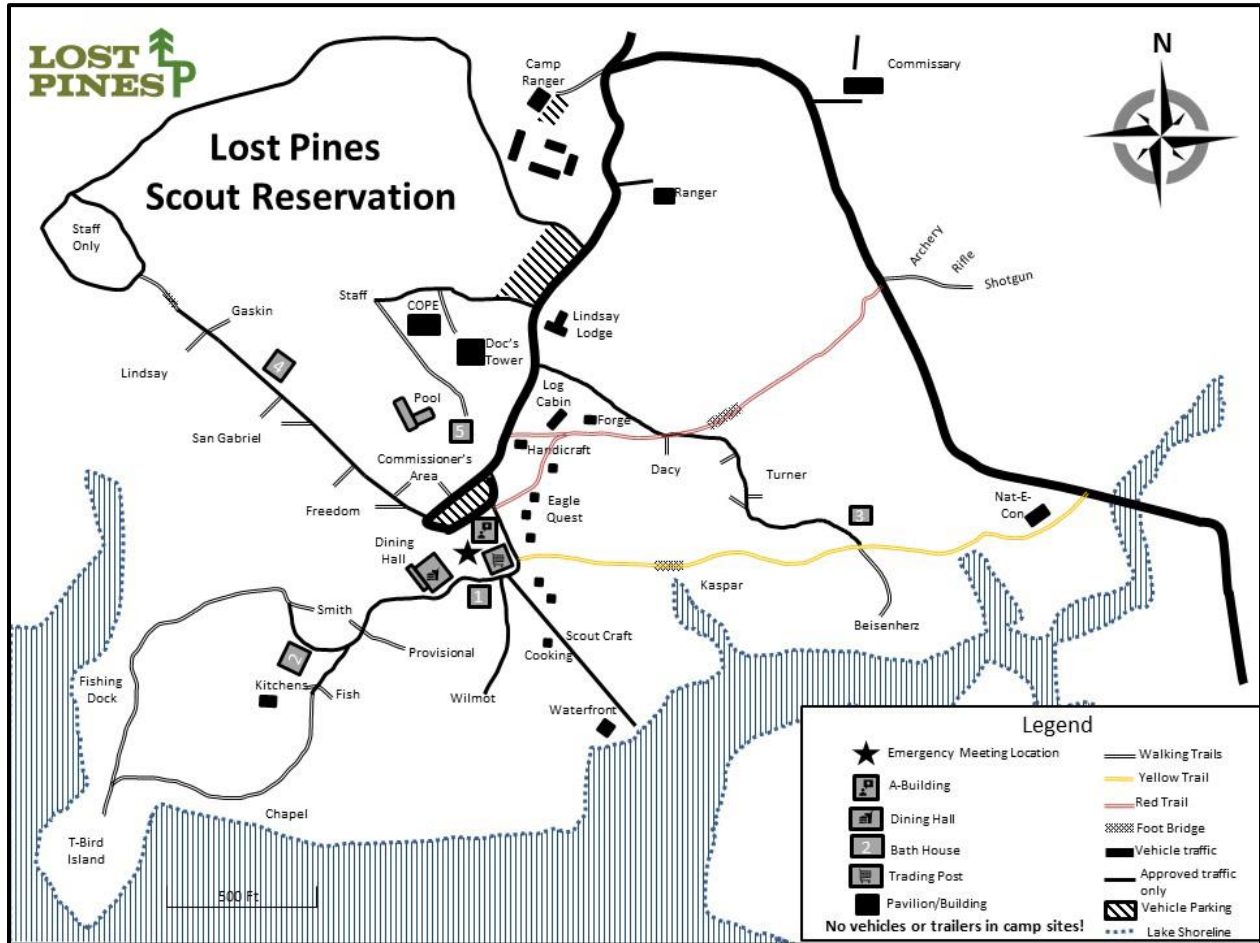 LOST
PINES
LP
Lost Pines
Scout Reservation
Camp
Ranger
Commissary
N
Ranger
Staff
Only
Archery
Rifle
Shotgun
Gaskin
Staff
COPE
Lindsay
Lodge
Doc's
Tower
Lindsay
4
Log
Cabin
Pool
Forge
5
San Gabriel
Handicraft
Commissioner's
Area
Dacy
Turner
Freedom
Eagle
Quest
Nat-E-
Con
3
Dining
Hall
Kaspar
1
Smith
Beisenherz
Scout Craft
Provisional
Cooking
2
Fishing
Dock
Kitchens
Fish
Wilmot
Waterfront
Chapel
T-Bird
Island
500 Ft
Legend
Emergency Meeting Location
A-Building
Dining Hall
2
Bath House
Trading Post
Pavilion/Building
No vehicles or trailers in camp sites!
Walking Trails
Yellow Trail
Red Trail
Foot Bridge
Vehicle traffic
Approved traffic
only
Vehicle Parking
Lake Shoreline